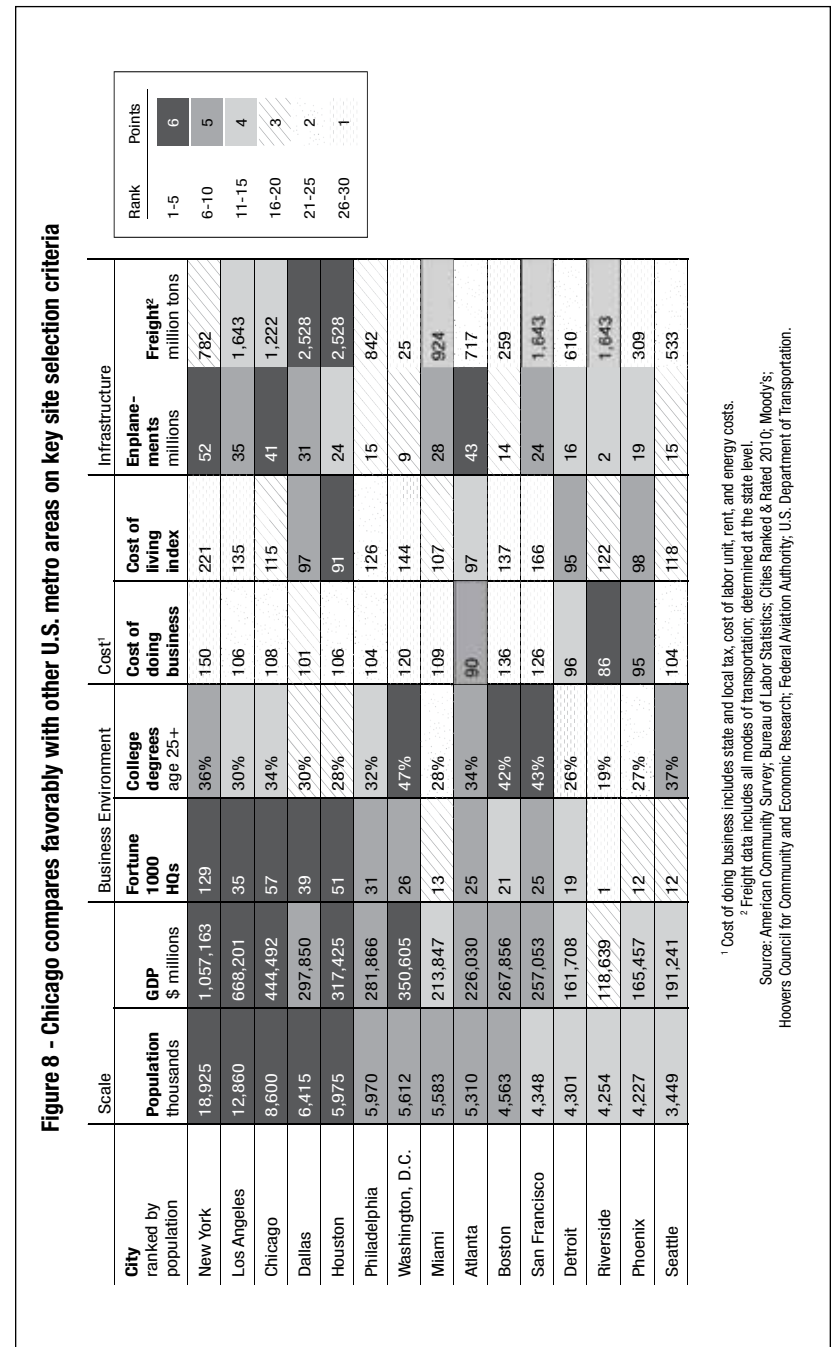 Figure 8 - Chicago compares favorably with other U.S. metro areas on key site selection criteria
Scale Business Environment Cost¹ Infrastructure
City ranked by population Population thousands GDP $ millions Fortune 1000 HQs College degrees age 25+ Cost of doing business Cost of living index Enplane-ments millions Freight² million tons
New York 18,925 1,057,163 129 36% 150 221 52 782
Los Angeles 12,860 668,201 35 30% 106 135 35 1,643
Chicago 8,600 444,492 57 34% 108 115 41 1,222
Dallas 6,415 297,850 39 30% 101 97 31 2,528
Houston 5,975 317,425 51 28% 106 91 24 2,528
Philadelphia 5,970 281,866 31 32% 104 126 15 842
Washington, D.C. 5,612 350,605 26 47% 120 144 9 25
Miami 5,583 213,847 13 28% 109 107 28 924
Atlanta 5,310 226,030 25 34% 90 97 43 717
Boston 4,563 267,856 21 42% 136 137 14 259
San Francisco 4,348 257,053 25 43% 126 166 24 1,643
Detroit 4,301 161,708 19 26% 96 95 16 610
Riverside 4,254 118,639 1 19% 86 122 2 1,643
Phoenix 4,227 165,457 12 27% 95 98 19 309
Seattle 3,449 191,241 12 37% 104 118 15 533
Rank Points
1-5 6
6-10 5
11-15 4
16-20 3
21-25 2
26-30 1
¹ Cost of doing business includes state and local tax, cost of labor unit, rent, and energy costs.
² Freight data includes all modes of transportation; determined at the state level.
Source: American Community Survey; Bureau of Labor Statistics; Cities Ranked & Rated 2010; Moody's;
Hoovers Council for Community and Economic Research; Federal Aviation Authority; U.S. Department of Transportation.